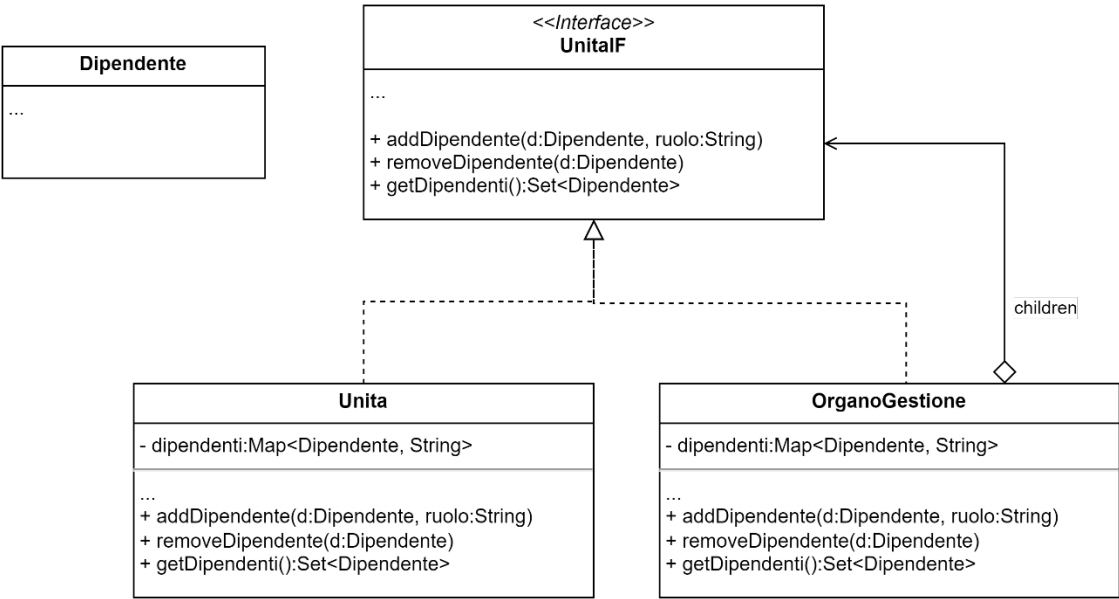 Dipendente
...
<<Interface>>
UnitaIF
...
+ addDipendente(d:Dipendente, ruolo:String)
+ removeDipendente(d:Dipendente)
+ getDipendenti():Set<Dipendente>
children
Unita
- dipendenti:Map<Dipendente, String>
...
+ addDipendente(d:Dipendente, ruolo:String)
+ removeDipendente(d:Dipendente)
+ getDipendenti():Set<Dipendente>
OrganoGestione
- dipendenti:Map<Dipendente, String>
...
+ addDipendente(d:Dipendente, ruolo:String)
+ removeDipendente(d:Dipendente)
+ getDipendenti():Set<Dipendente>